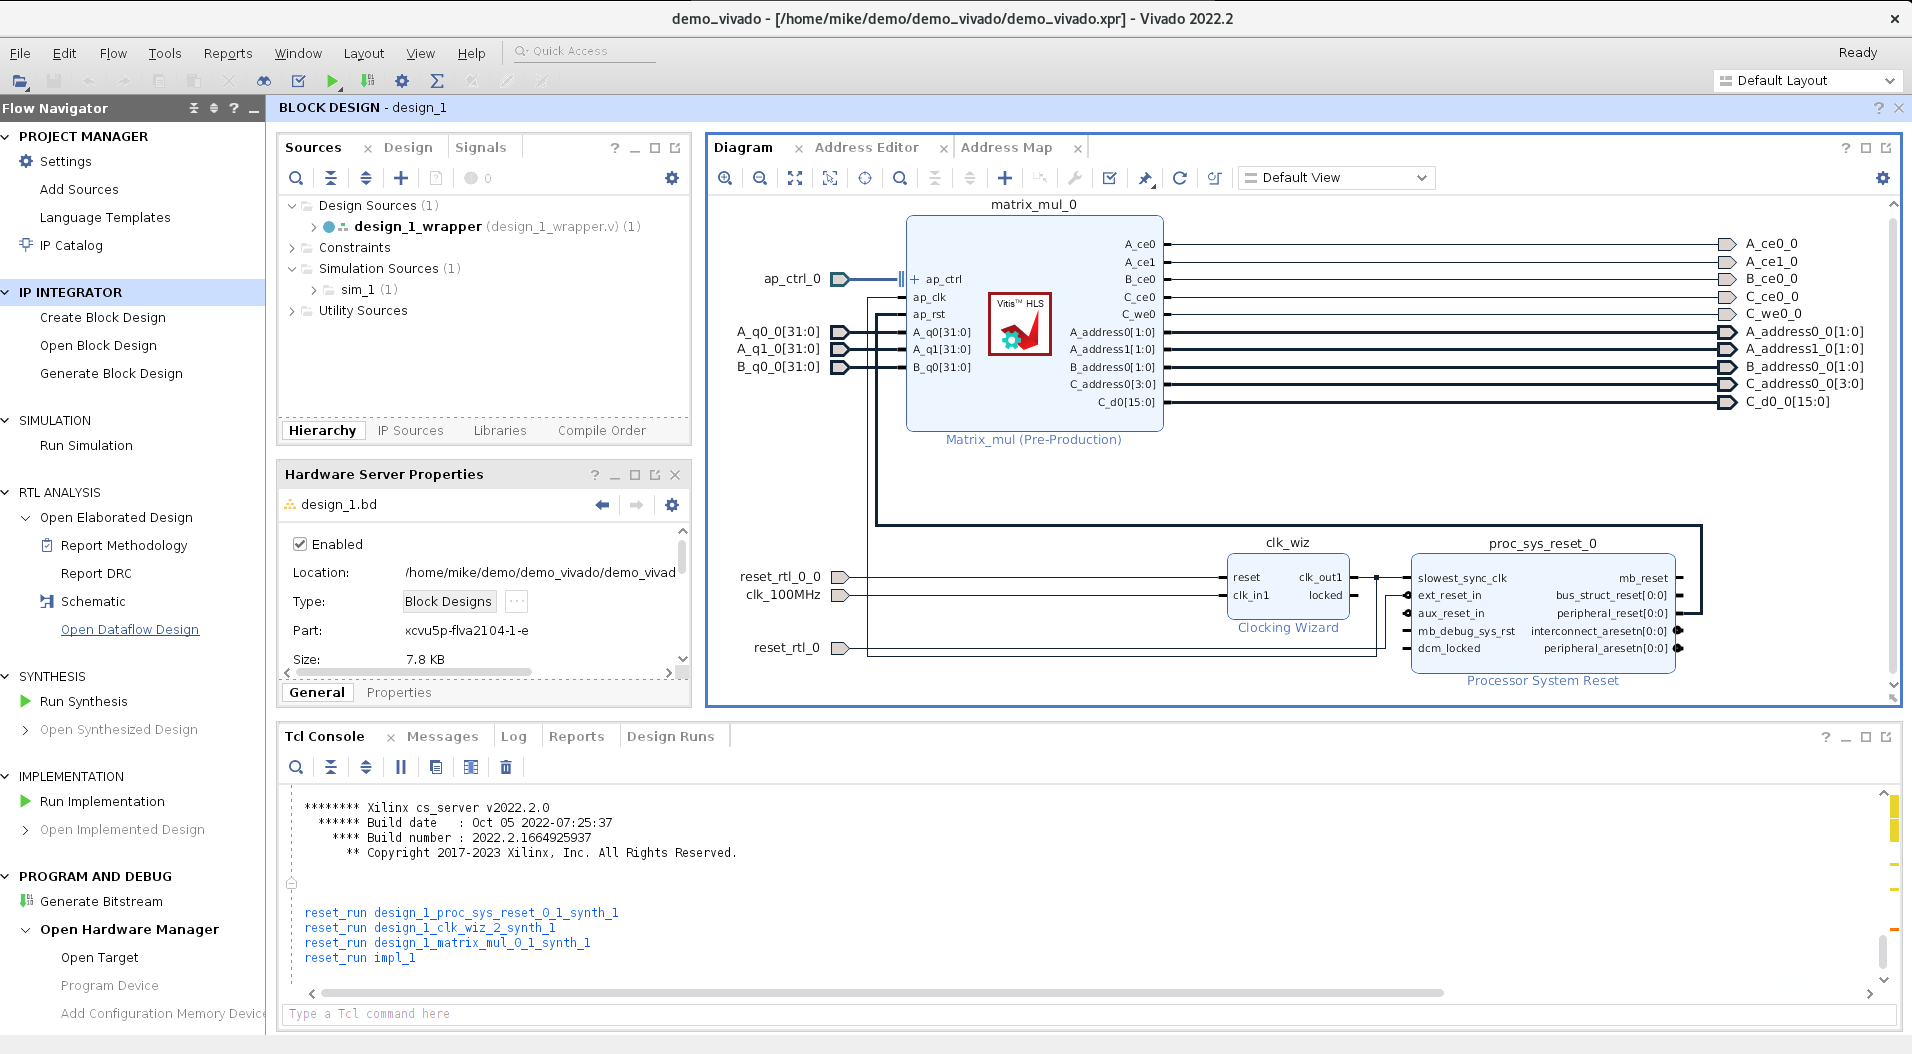 demo_vivado - [/home/mike/demo/demo_vivado/demo_vivado.xpr] - Vivado 2022.2
File Edit Flow Tools Reports Window Layout View Help Quick Access Ready
Default Layout
Flow Navigator
PROJECT MANAGER
Settings
Add Sources
Language Templates
IP Catalog
IP INTEGRATOR
Create Block Design
Open Block Design
Generate Block Design
SIMULATION
Run Simulation
RTL ANALYSIS
Open Elaborated Design
Report Methodology
Report DRC
Schematic
Open Dataflow Design
SYNTHESIS
Run Synthesis
Open Synthesized Design
IMPLEMENTATION
Run Implementation
Open Implemented Design
PROGRAM AND DEBUG
Generate Bitstream
Open Hardware Manager
Open Target
Program Device
Add Configuration Memory Device
BLOCK DESIGN - design_1
Sources Design Signals
0
Design Sources (1)
design_1_wrapper (design_1_wrapper.v) (1)
Constraints
Simulation Sources (1)
sim_1 (1)
Utility Sources
Hierarchy IP Sources Libraries Compile Order
Hardware Server Properties
design_1.bd
Enabled
Location: /home/mike/demo/demo_vivado/demo_vivad
Type: Block Designs ...
Part: xcvu5p-flva2104-1-e
Size: 7.8 KB
General Properties
Diagram Address Editor Address Map
Default View
matrix_mul_0
ap_ctrl_0
A_q0_0[31:0]
A_q1_0[31:0]
B_q0_0[31:0]
ap_ctrl
ap_clk
ap_rst
A_q0[31:0]
A_q1[31:0]
B_q0[31:0]
Vitis™ HLS
A_ce0
A_ce1
B_ce0
C_ce0
C_we0
A_address0[1:0]
A_address1[1:0]
B_address0[1:0]
C_address0[3:0]
C_d0[15:0]
Matrix_mul (Pre-Production)
A_ce0_0
A_ce1_0
B_ce0_0
C_ce0_0
C_we0_0
A_address0_0[1:0]
A_address1_0[1:0]
B_address0_0[1:0]
C_address0_0[3:0]
C_d0_0[15:0]
reset_rtl_0_0
clk_100MHz
reset_rtl_0
clk_wiz
reset clk_out1
clk_in1 locked
Clocking Wizard
proc_sys_reset_0
slowest_sync_clk mb_reset
ext_reset_in bus_struct_reset[0:0]
aux_reset_in peripheral_reset[0:0]
mb_debug_sys_rst interconnect_aresetn[0:0]
dcm_locked peripheral_aresetn[0:0]
Processor System Reset
Tcl Console Messages Log Reports Design Runs
******** Xilinx cs_server v2022.2.0
****** Build date : Oct 05 2022-07:25:37
**** Build number : 2022.2.1664925937
** Copyright 2017-2023 Xilinx, Inc. All Rights Reserved.
reset_run design_1_proc_sys_reset_0_1_synth_1
reset_run design_1_clk_wiz_2_synth_1
reset_run design_1_matrix_mul_0_1_synth_1
reset_run impl_1
Type a Tcl command here